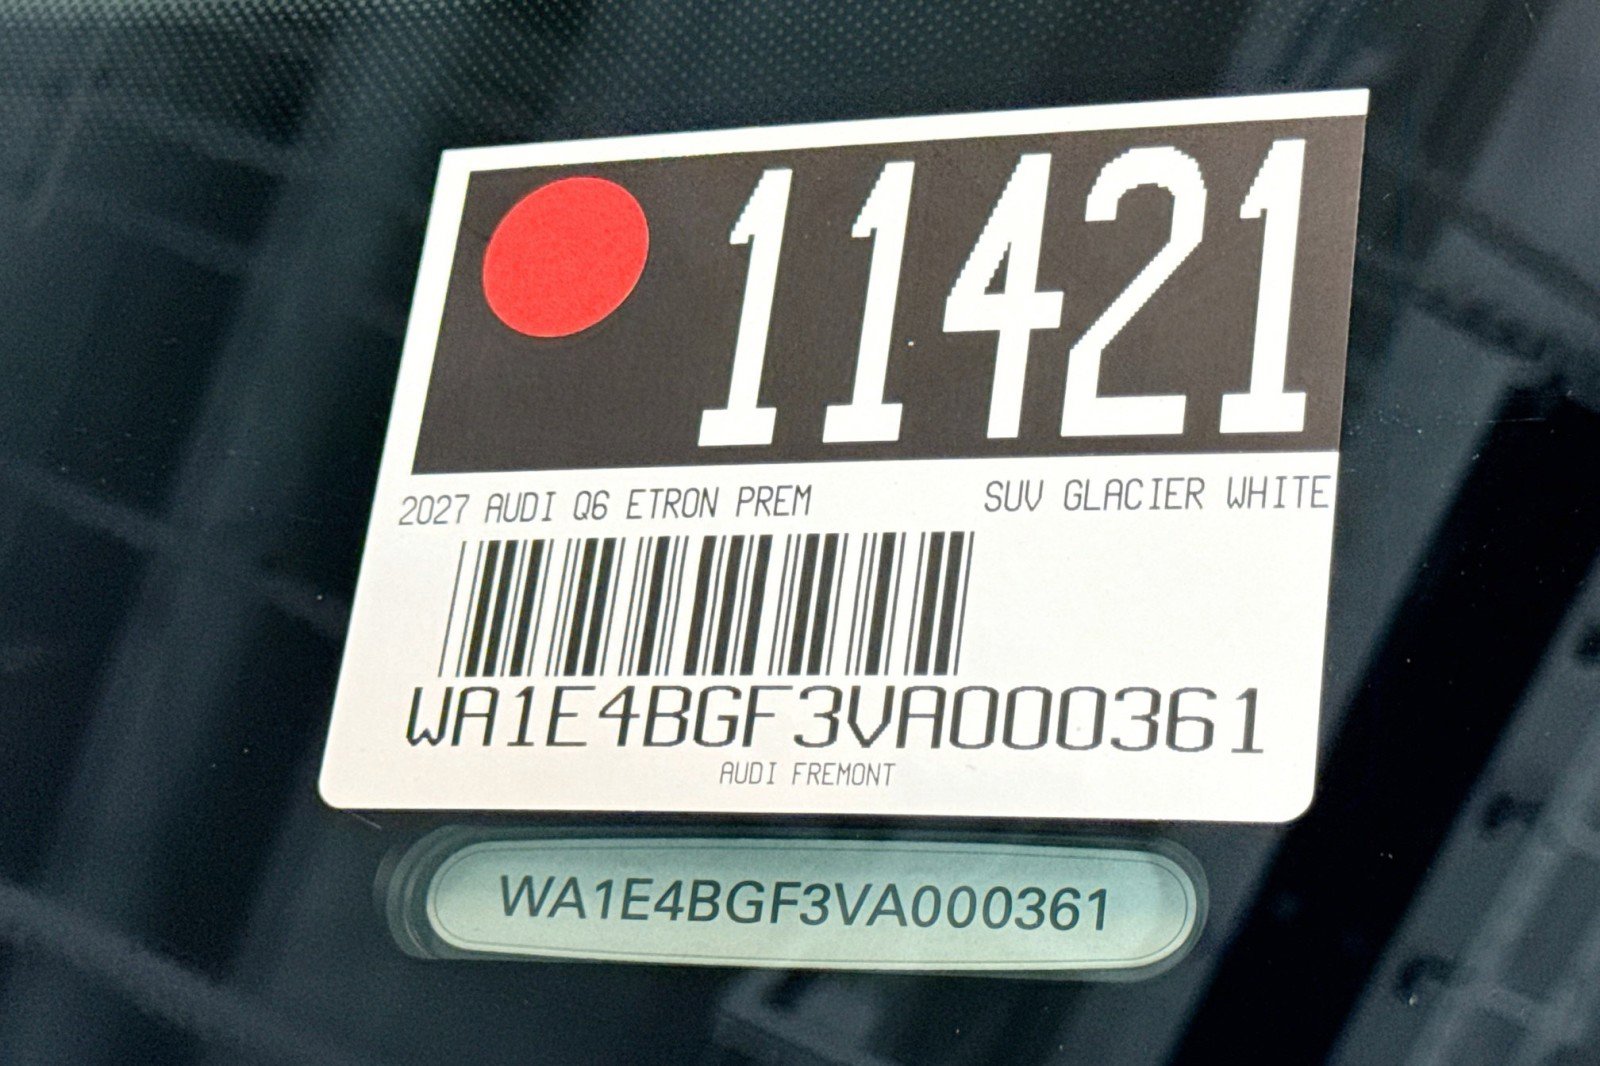 11421
2027 AUDI Q6 ETRON PREM SUV GLACIER WHITE
WA1E4BGF3VA000361
AUDI FREMONT
WA1E4BGF3VA000361